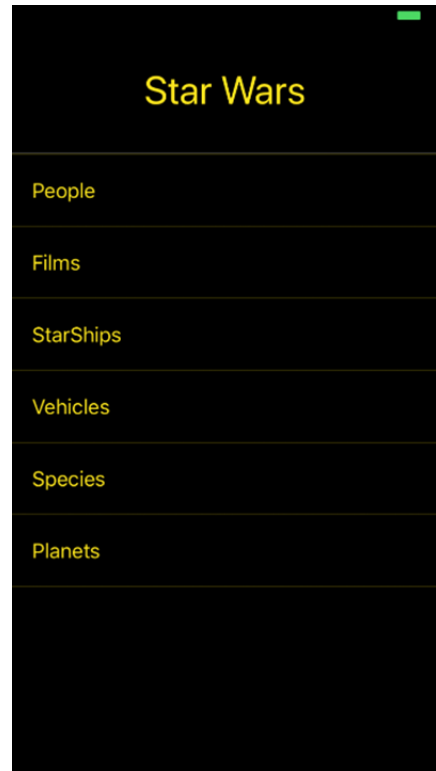 Star Wars
People
Films
StarShips
Vehicles
Species
Planets